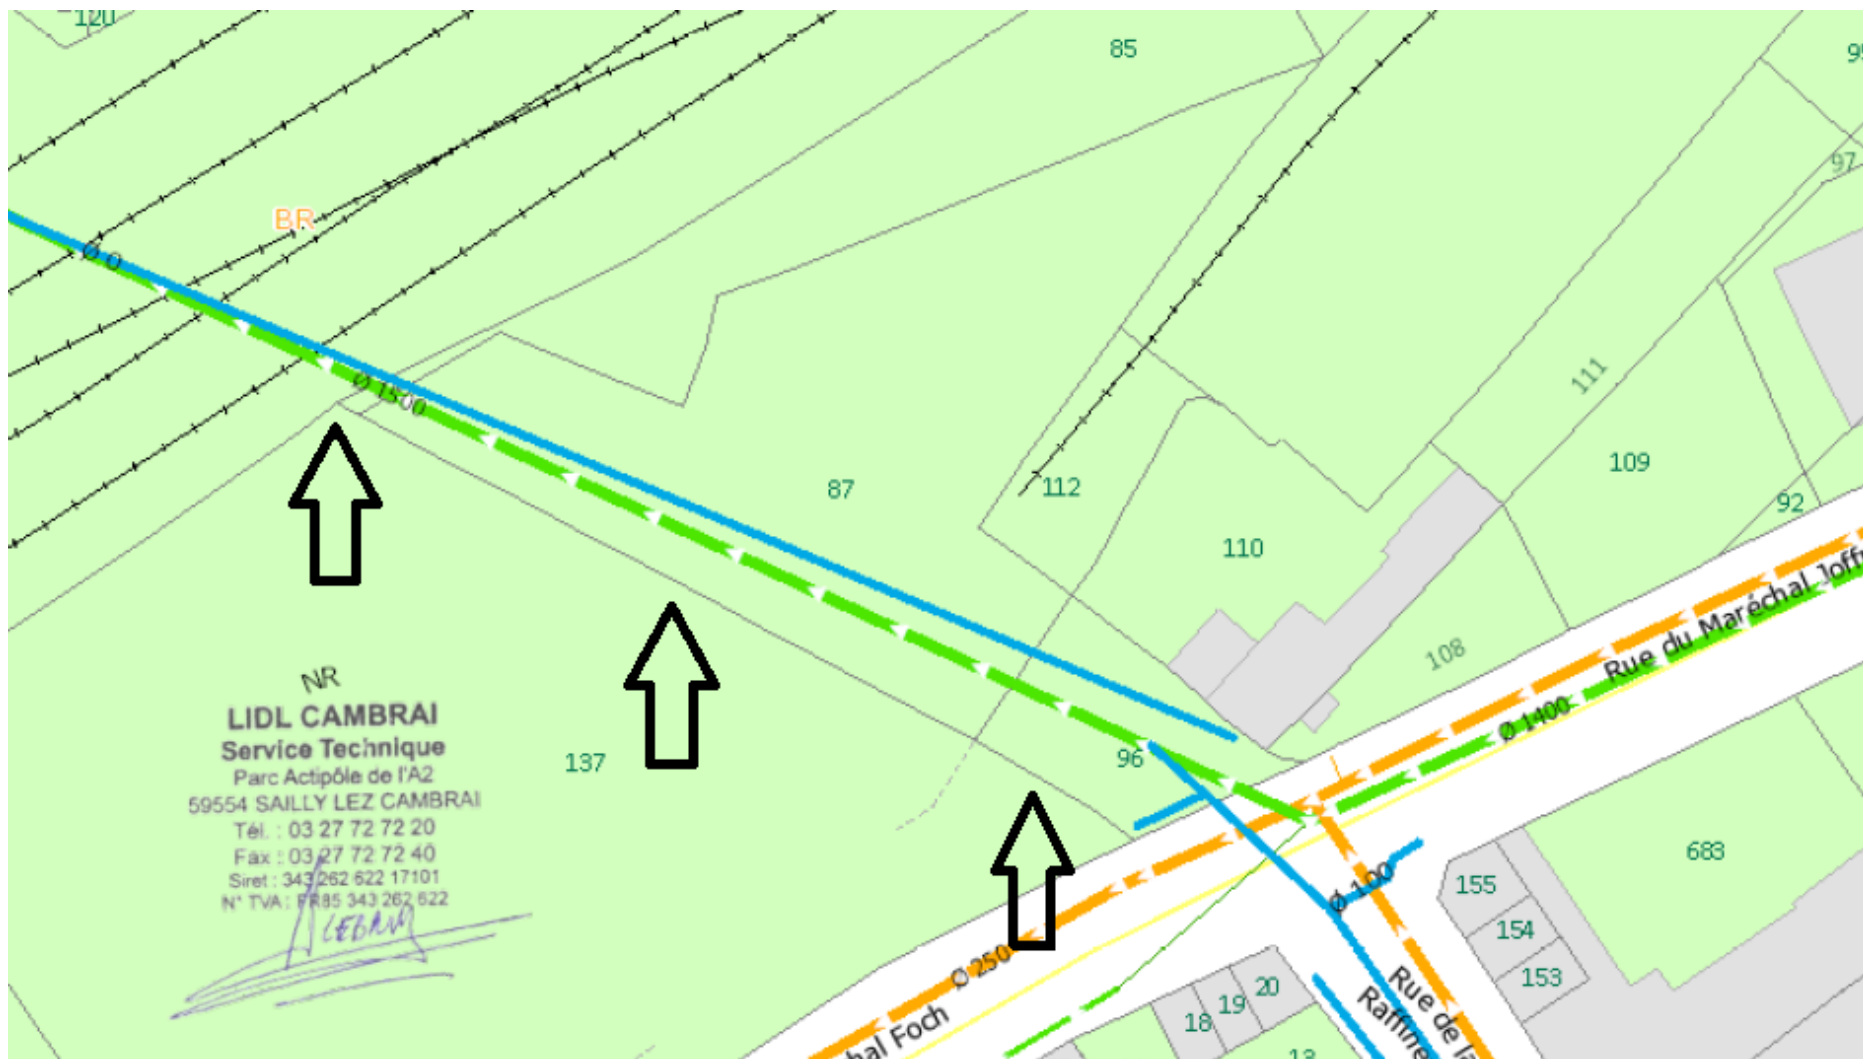 120
85
95
97
BR
Ø 0
Ø 1500
111
87
112
109
92
110
Rue du Maréchal Joffr
108
NR
LIDL CAMBRAI
Service Technique
Parc Actipôle de l'A2
59554 SAILLY LEZ CAMBRAI
Tél. : 03 27 72 72 20
Fax : 03 27 72 72 40
Siret : 343 262 622 17101
N° TVA : FR85 343 262 622
137
96
Ø 1400
683
Ø 100
155
154
153
Ø 250
20
19
18
13
Rue de la
Raffine
hal Foch